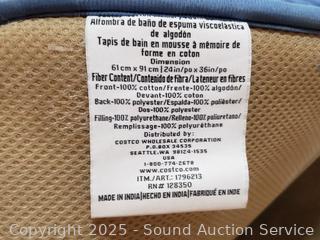 Alfombra de baño de espuma viscoelástica
de algodón
Tapis de bain en mousse à mémoire
de forme en coton
Dimension
61cm x 91cm|24in/po x 36in/po
Fiber Content/Contenido de fibra/La teneur en fibres
Front-100% cotton/frente-100% algodón/
Devant-100% coton
Back-100% polyester/Espalda-100% poliéster/
Dos-100% polyester
Filling-100% polyurethane/Relleno-100% poliuretano/
Remplissage-100% polyuréthane
Distributed by:
COSTCO WHOLESALE CORPORATION
P.O BOX 34535
SEATTLE,WA 98124-1535
USA
1-800-774-2678
www.costco.com
ITM./ART.: 1796213
RN# 128350
MADE IN INDIA|HECHO EN INDIA|FABRIQUÉ EN INDE
Copyright © 2025 - Sound Auction Service